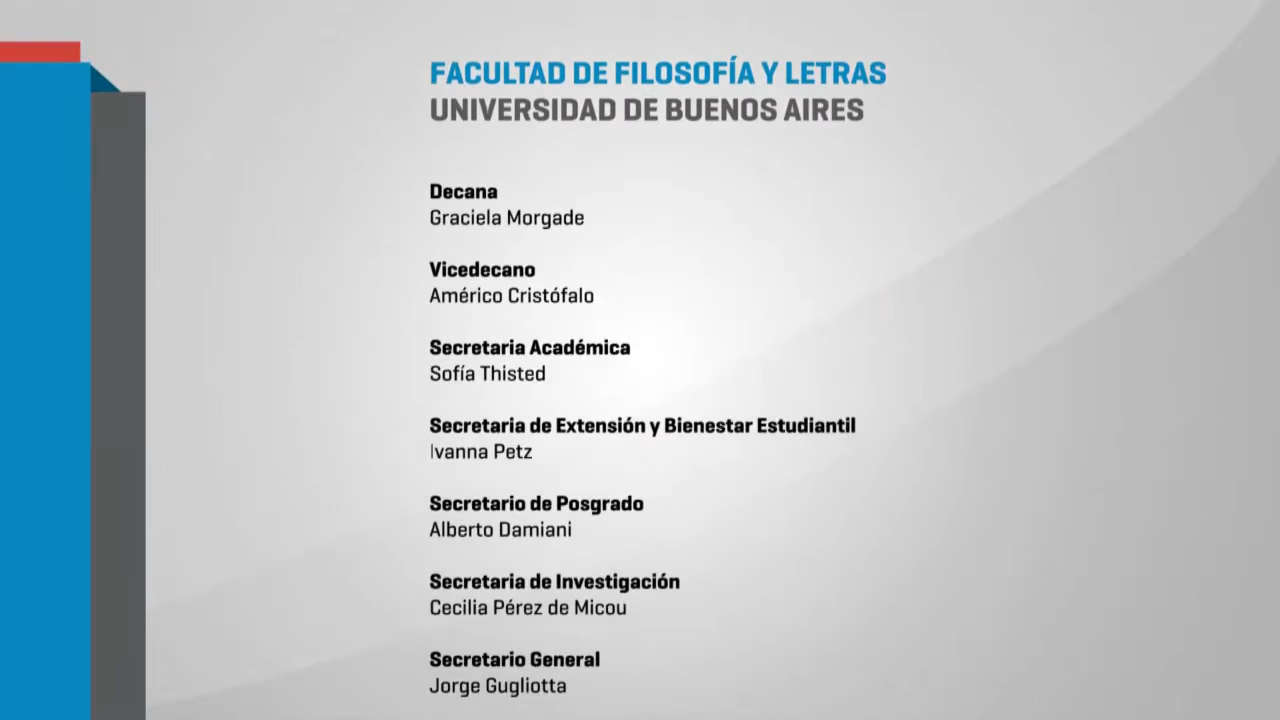 FACULTAD DE FILOSOFÍA Y LETRAS
UNIVERSIDAD DE BUENOS AIRES
Decana
Graciela Morgade
Vicedecano
Américo Cristófalo
Secretaria Académica
Sofía Thisted
Secretaria de Extensión y Bienestar Estudiantil
Ivanna Petz
Secretario de Posgrado
Alberto Damiani
Secretaria de Investigación
Cecilia Pérez de Micou
Secretario General
Jorge Gugliotta